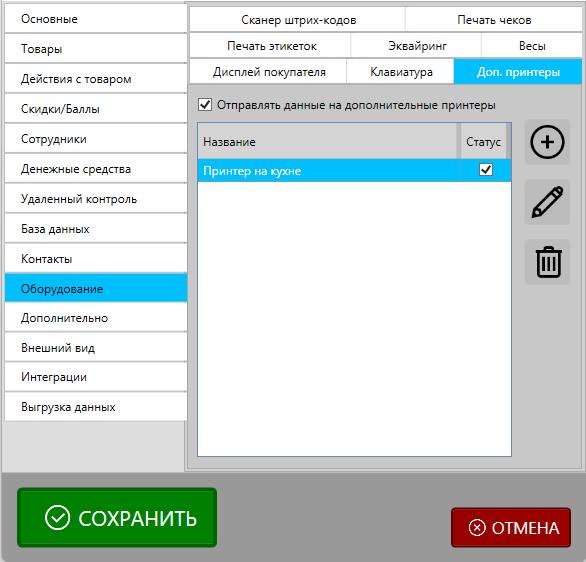 Основные
Товары
Действия с товаром
Скидки/Баллы
Сотрудники
Денежные средства
Удаленный контроль
База данных
Контакты
Оборудование
Дополнительно
Внешний вид
Интеграции
Выгрузка данных
Сканер штрих-кодов
Печать чеков
Печать этикеток
Эквайринг
Весы
Дисплей покупателя
Клавиатура
Доп. принтеры
Отправлять данные на дополнительные принтеры
Название
Статус
Принтер на кухне
СОХРАНИТЬ
ОТМЕНА